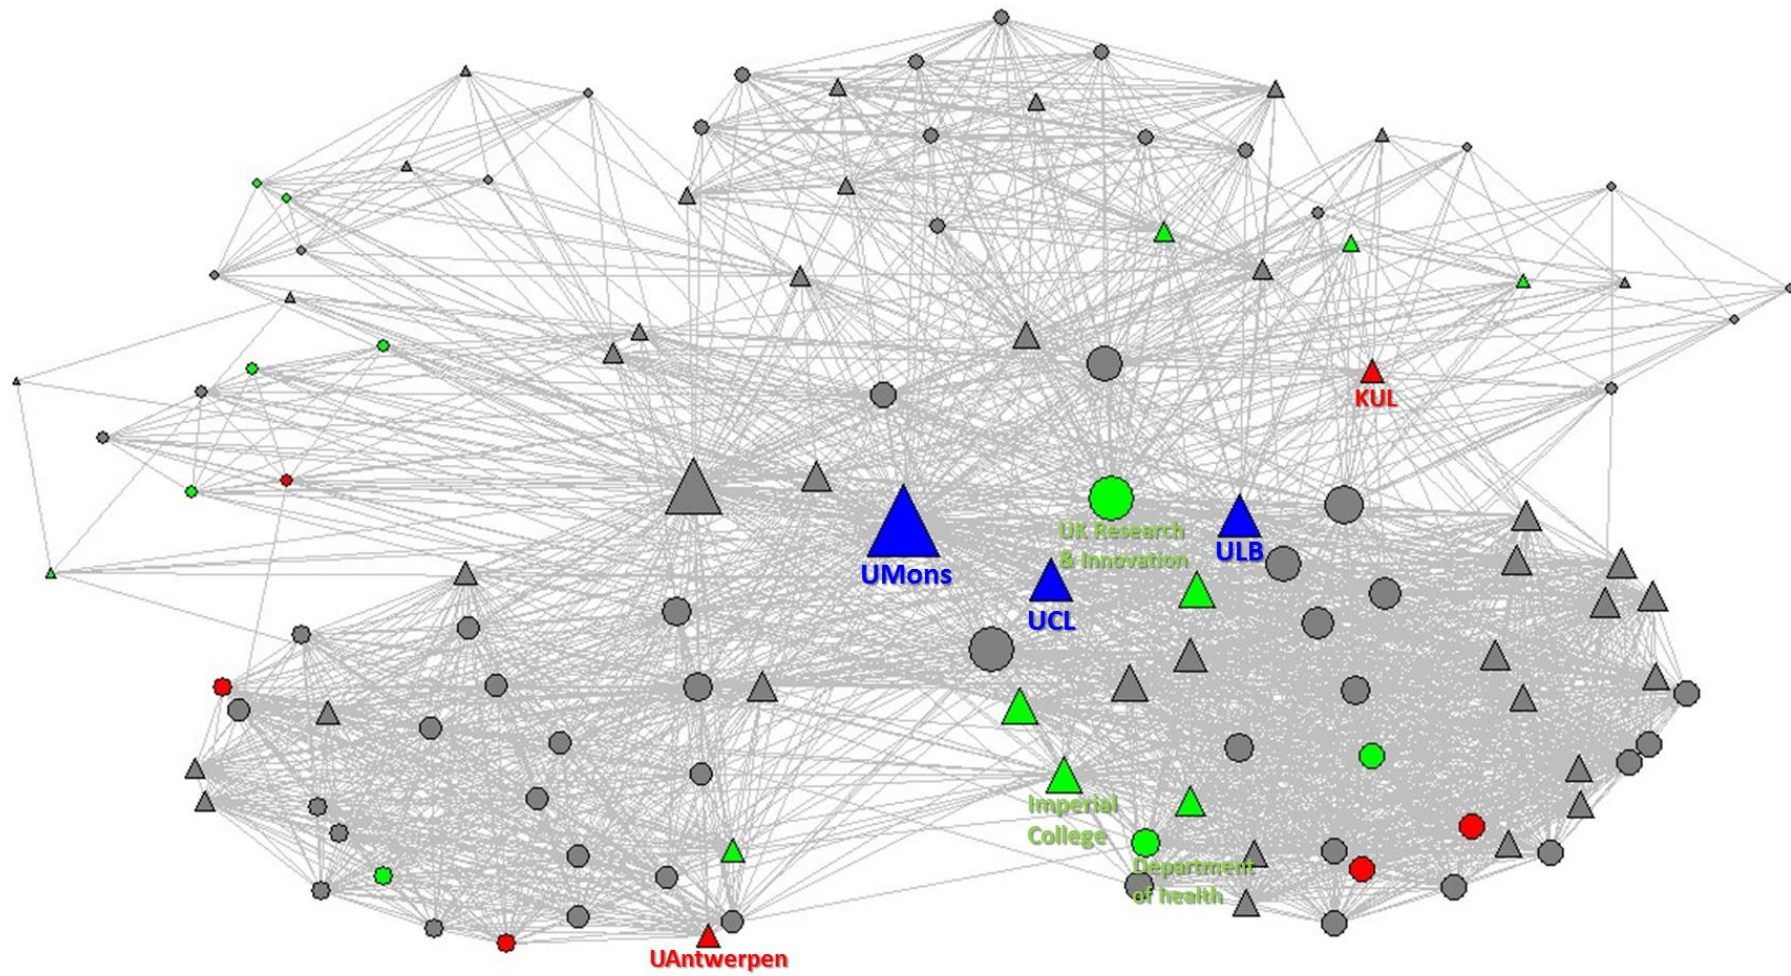 KUL
UK Research
& Innovation
ULB
UMons
UCL
Imperial
College
Department
of health
UAntwerpen